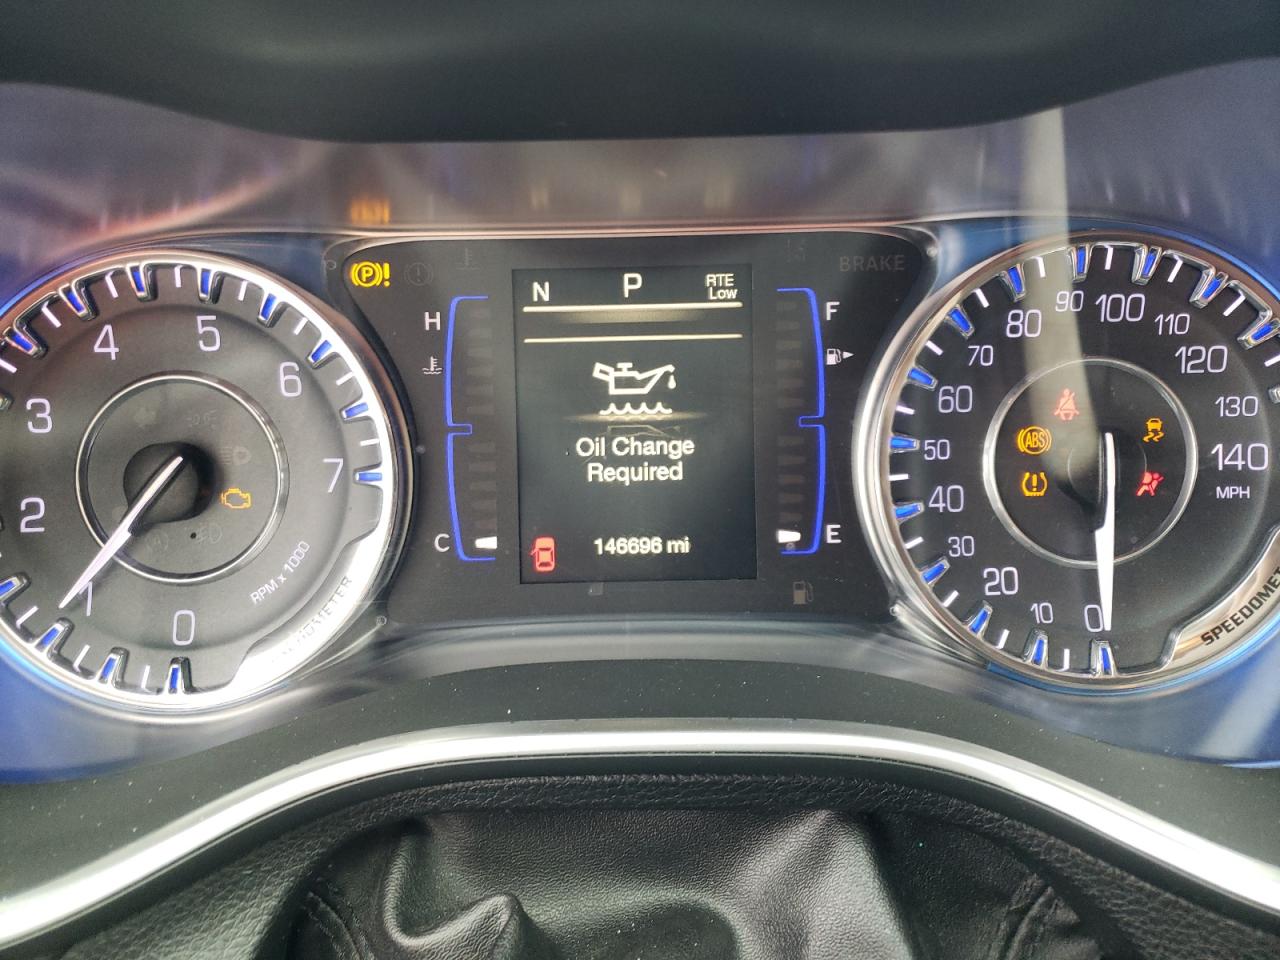 BRAKE
N P RTE
Low
H
C
F
E
Oil Change
Required
146696 mi
0
1
2
3
4
5
6
7
RPM x 1000
TACHOMETER
0
10
20
30
40
50
60
70
80
90
100
110
120
130
140
MPH
ABS
P!
SPEEDOMET